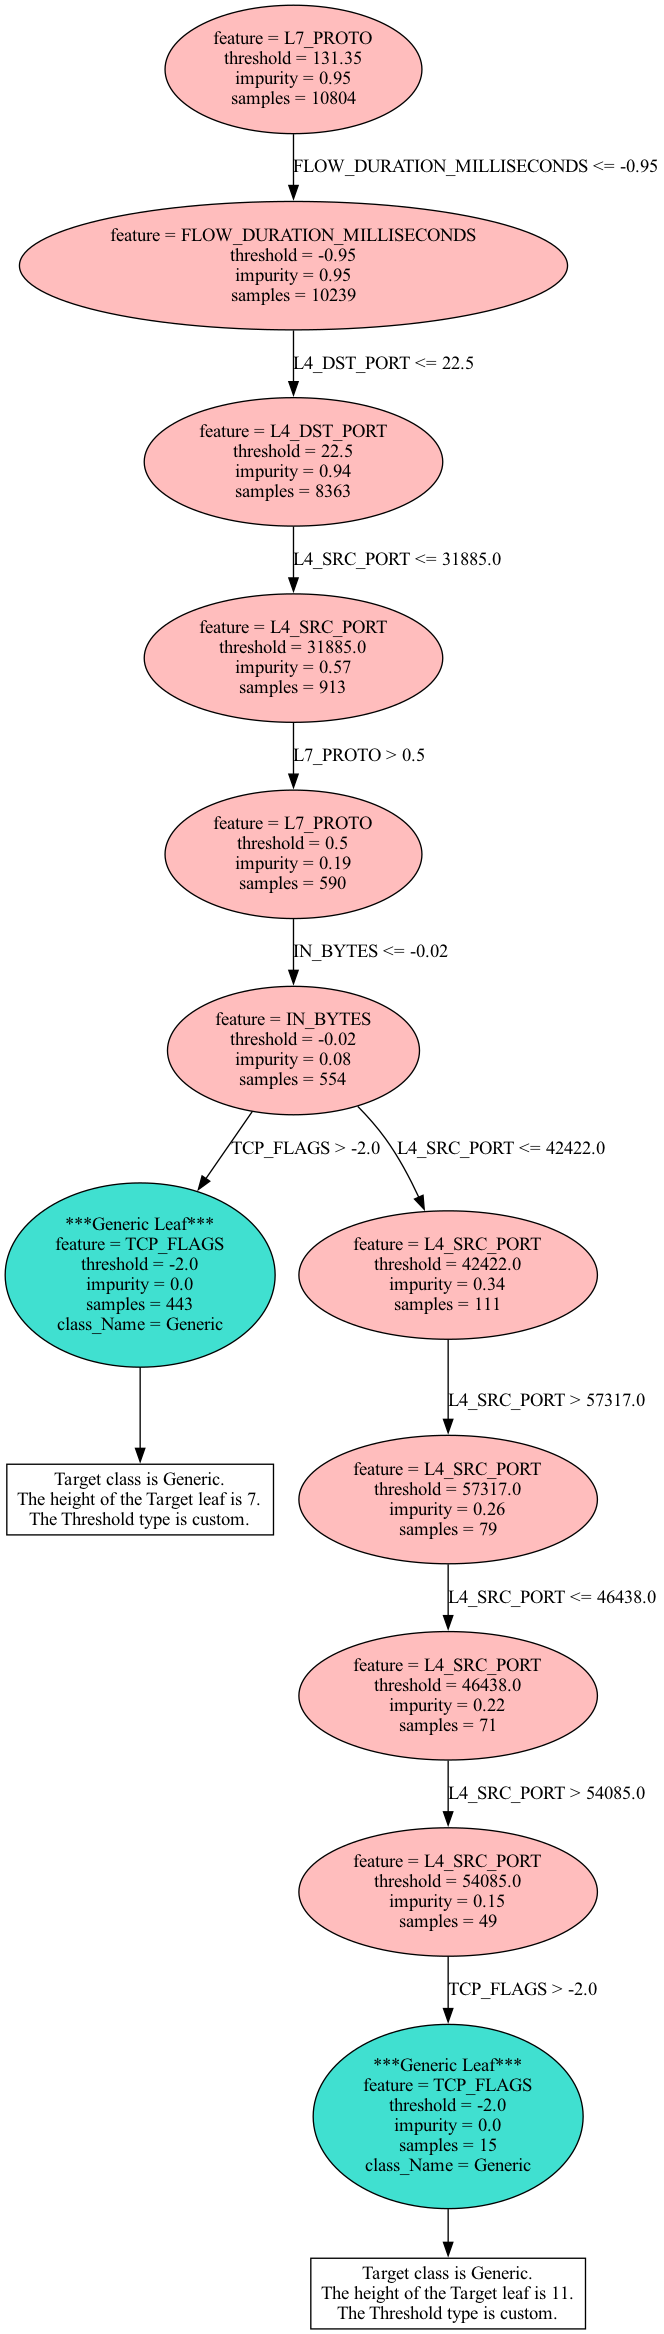 feature = L7_PROTO
threshold = 131.35
impurity = 0.95
samples = 10804
FLOW_DURATION_MILLISECONDS <= -0.95
feature = FLOW_DURATION_MILLISECONDS
threshold = -0.95
impurity = 0.95
samples = 10239
L4_DST_PORT <= 22.5
feature = L4_DST_PORT
threshold = 22.5
impurity = 0.94
samples = 8363
L4_SRC_PORT <= 31885.0
feature = L4_SRC_PORT
threshold = 31885.0
impurity = 0.57
samples = 913
L7_PROTO > 0.5
feature = L7_PROTO
threshold = 0.5
impurity = 0.19
samples = 590
IN_BYTES <= -0.02
feature = IN_BYTES
threshold = -0.02
impurity = 0.08
samples = 554
TCP_FLAGS > -2.0
L4_SRC_PORT <= 42422.0
***Generic Leaf***
feature = TCP_FLAGS
threshold = -2.0
impurity = 0.0
samples = 443
class_Name = Generic
feature = L4_SRC_PORT
threshold = 42422.0
impurity = 0.34
samples = 111
L4_SRC_PORT > 57317.0
Target class is Generic.
The height of the Target leaf is 7.
The Threshold type is custom.
feature = L4_SRC_PORT
threshold = 57317.0
impurity = 0.26
samples = 79
L4_SRC_PORT <= 46438.0
feature = L4_SRC_PORT
threshold = 46438.0
impurity = 0.22
samples = 71
L4_SRC_PORT > 54085.0
feature = L4_SRC_PORT
threshold = 54085.0
impurity = 0.15
samples = 49
TCP_FLAGS > -2.0
***Generic Leaf***
feature = TCP_FLAGS
threshold = -2.0
impurity = 0.0
samples = 15
class_Name = Generic
Target class is Generic.
The height of the Target leaf is 11.
The Threshold type is custom.